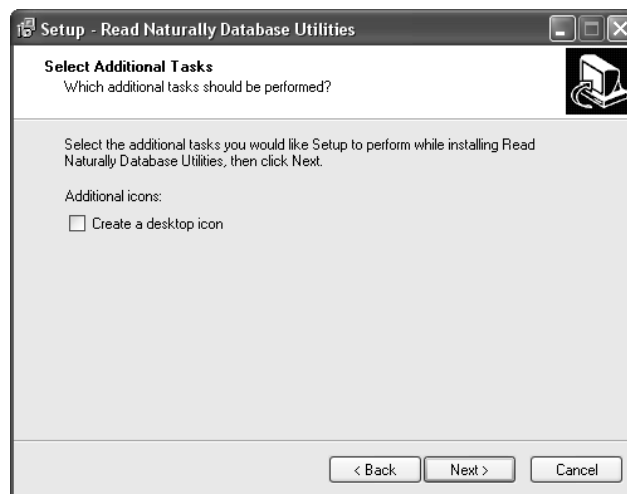 Setup - Read Naturally Database Utilities
Select Additional Tasks
Which additional tasks should be performed?
Select the additional tasks you would like Setup to perform while installing Read
Naturally Database Utilities, then click Next.
Additional icons:
Create a desktop icon
< Back Next > Cancel